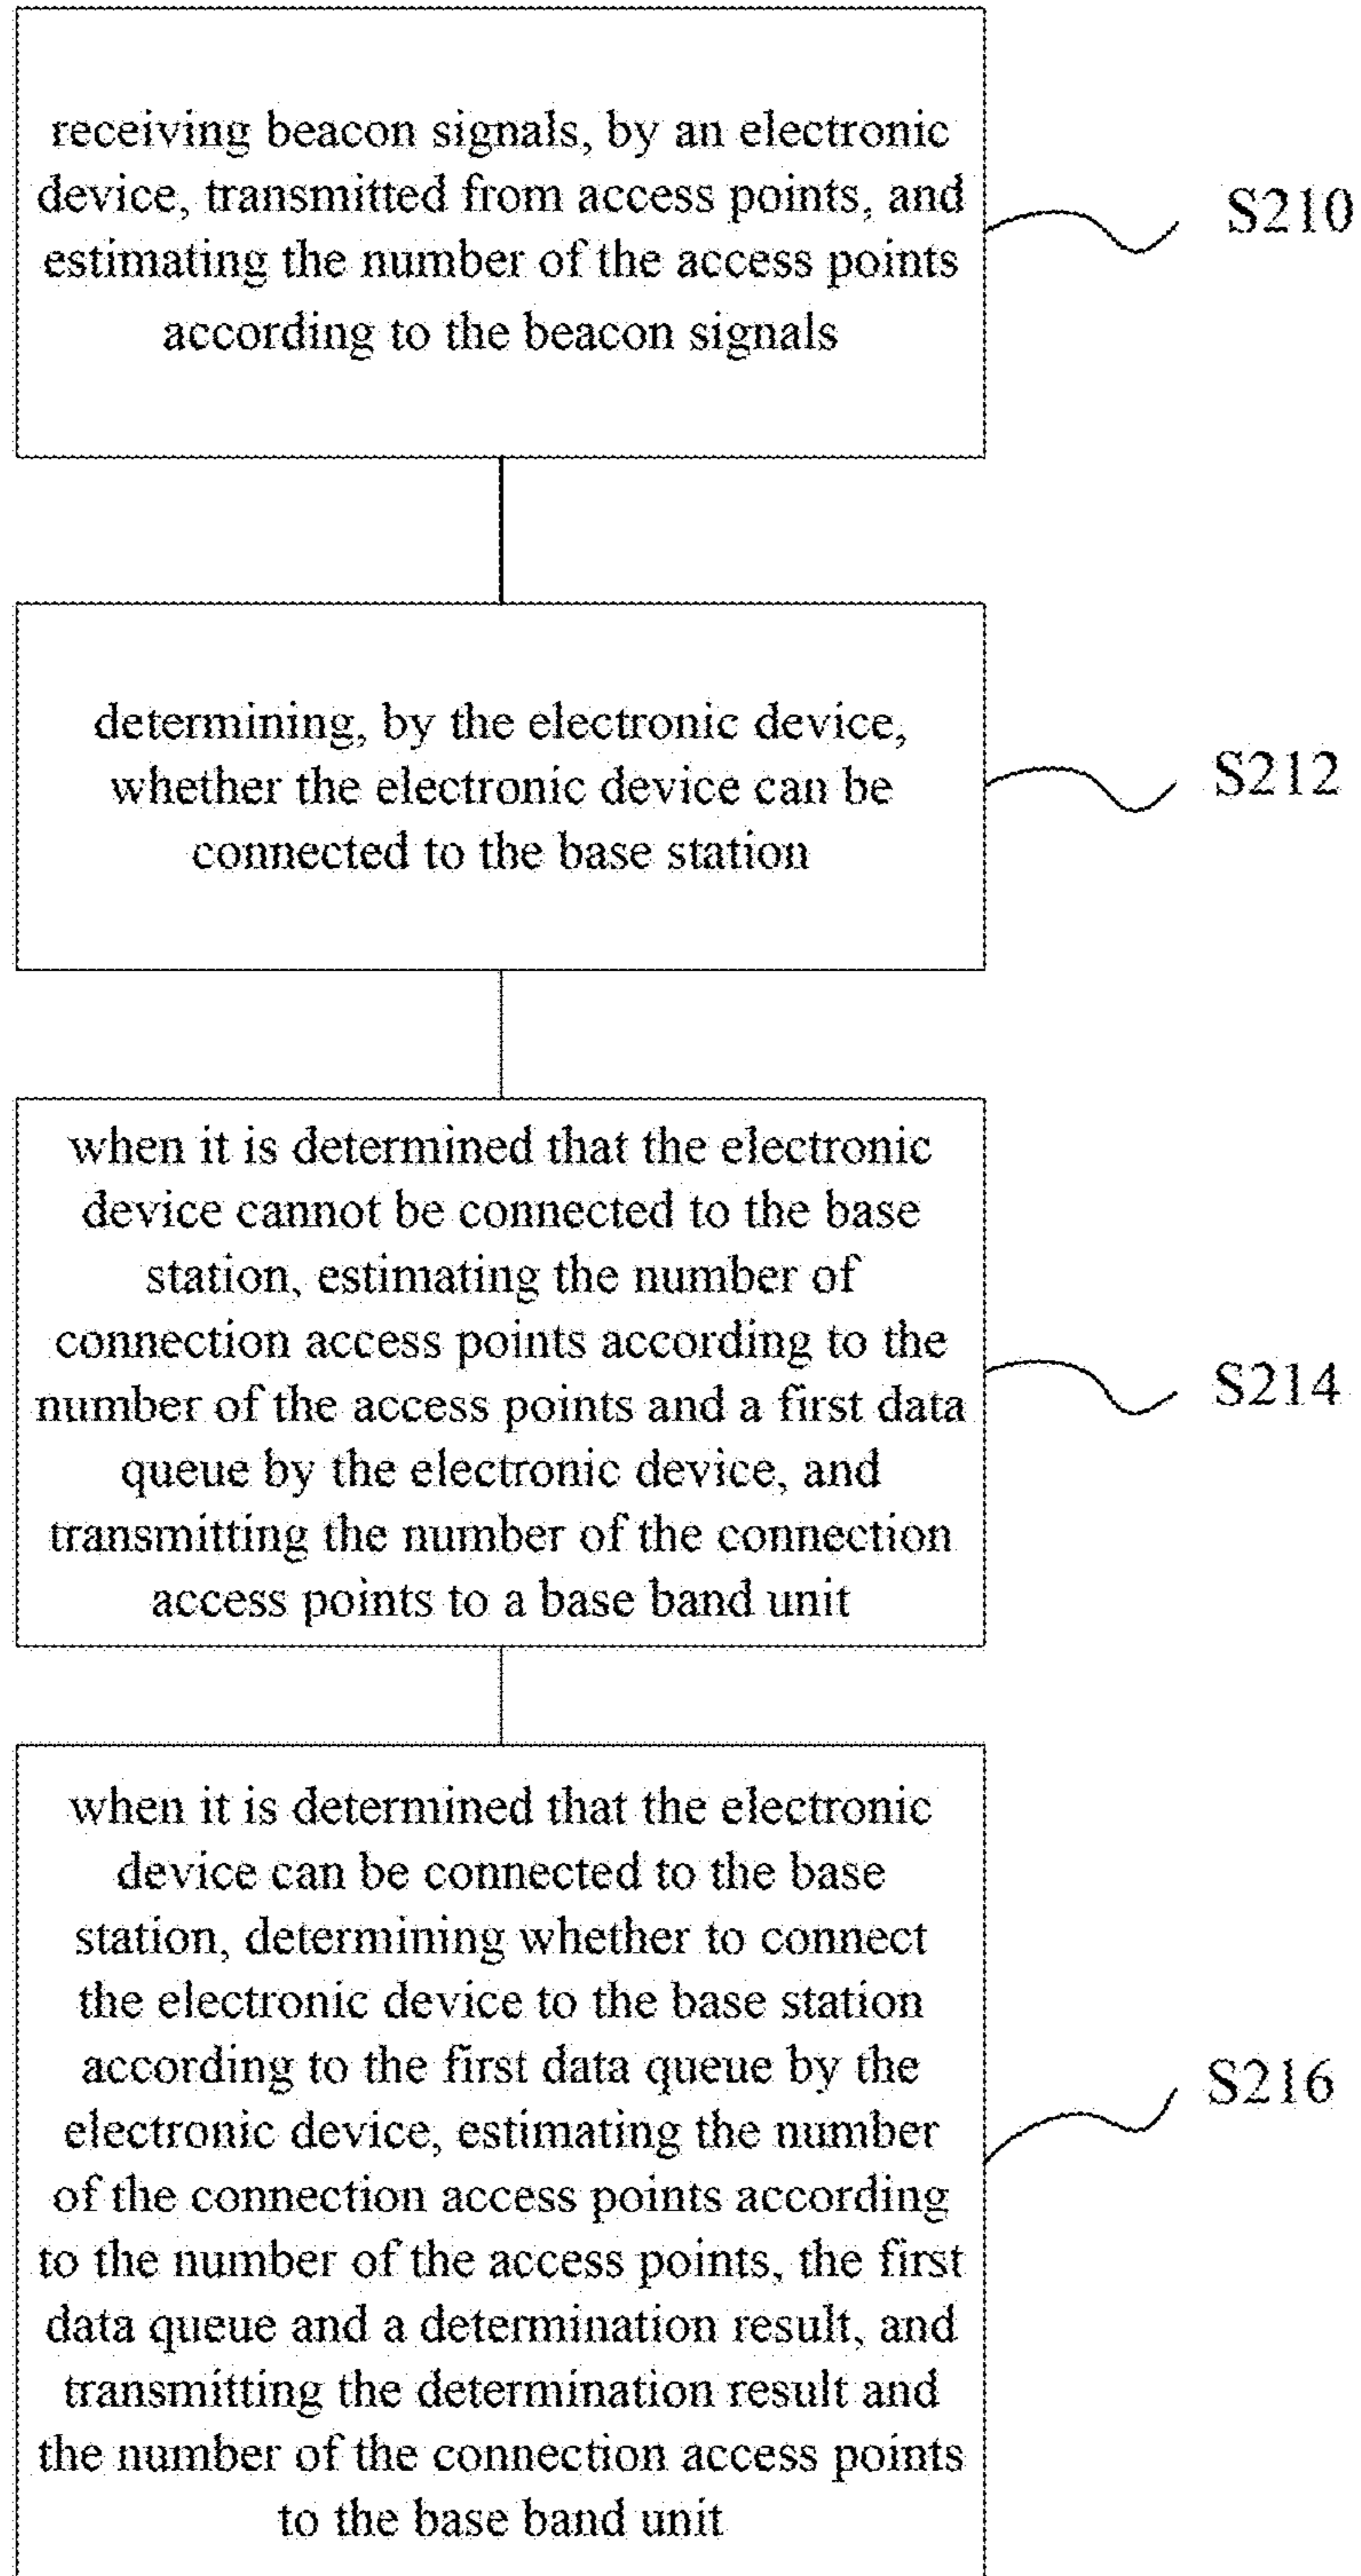 receiving beacon signals, by an electronic
device, transmitted from access points, and
estimating the number of the access points
according to the beacon signals
S210
determining, by the electronic device,
whether the electronic device can be
connected to the base station
S212
when it is determined that the electronic
device cannot be connected to the base
station, estimating the number of
connection access points according to the
number of the access points and a first data
queue by the electronic device, and
transmitting the number of the connection
access points to a base band unit
S214
when it is determined that the electronic
device can be connected to the base
station, determining whether to connect
the electronic device to the base station
according to the first data queue by the
electronic device, estimating the number
of the connection access points according
to the number of the access points, the first
data queue and a determination result, and
transmitting the determination result and
the number of the connection access points
to the base band unit
S216